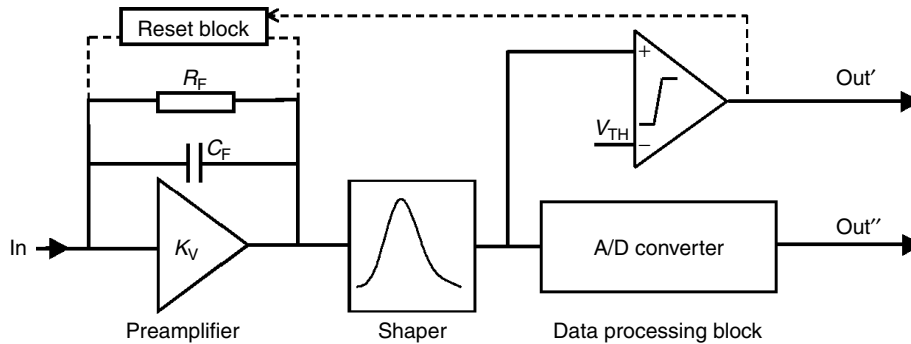 Reset block
R_F
C_F
In
K_V
Preamplifier
Shaper
+
V_TH
−
Out′
A/D converter
Out′′
Data processing block